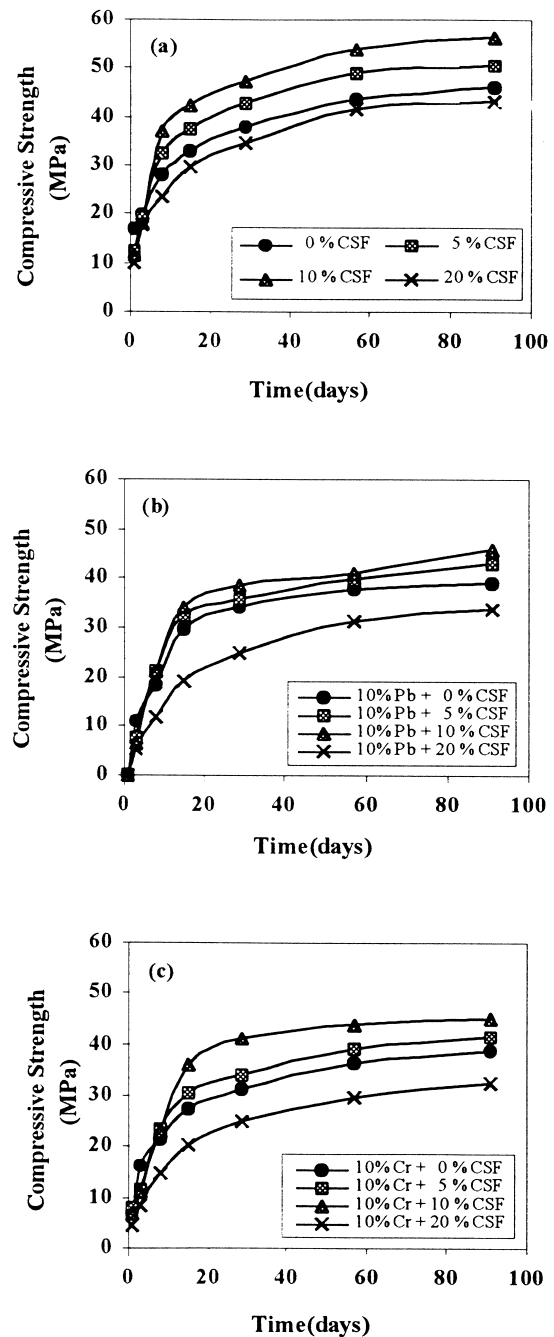 (a)
60
50
40
30
20
10
0
Compressive Strength
(MPa)
0 % CSF
5 % CSF
10 % CSF
20 % CSF
0 20 40 60 80 100
Time(days)
(b)
60
50
40
30
20
10
0
Compressive Strength
(MPa)
10%Pb + 0 %CSF
10%Pb + 5 %CSF
10%Pb + 10 %CSF
10%Pb + 20 %CSF
0 20 40 60 80 100
Time(days)
(c)
60
50
40
30
20
10
0
Compressive Strength
(MPa)
10%Cr + 0 %CSF
10%Cr + 5 %CSF
10%Cr + 10 %CSF
10%Cr + 20 %CSF
0 20 40 60 80 100
Time(days)